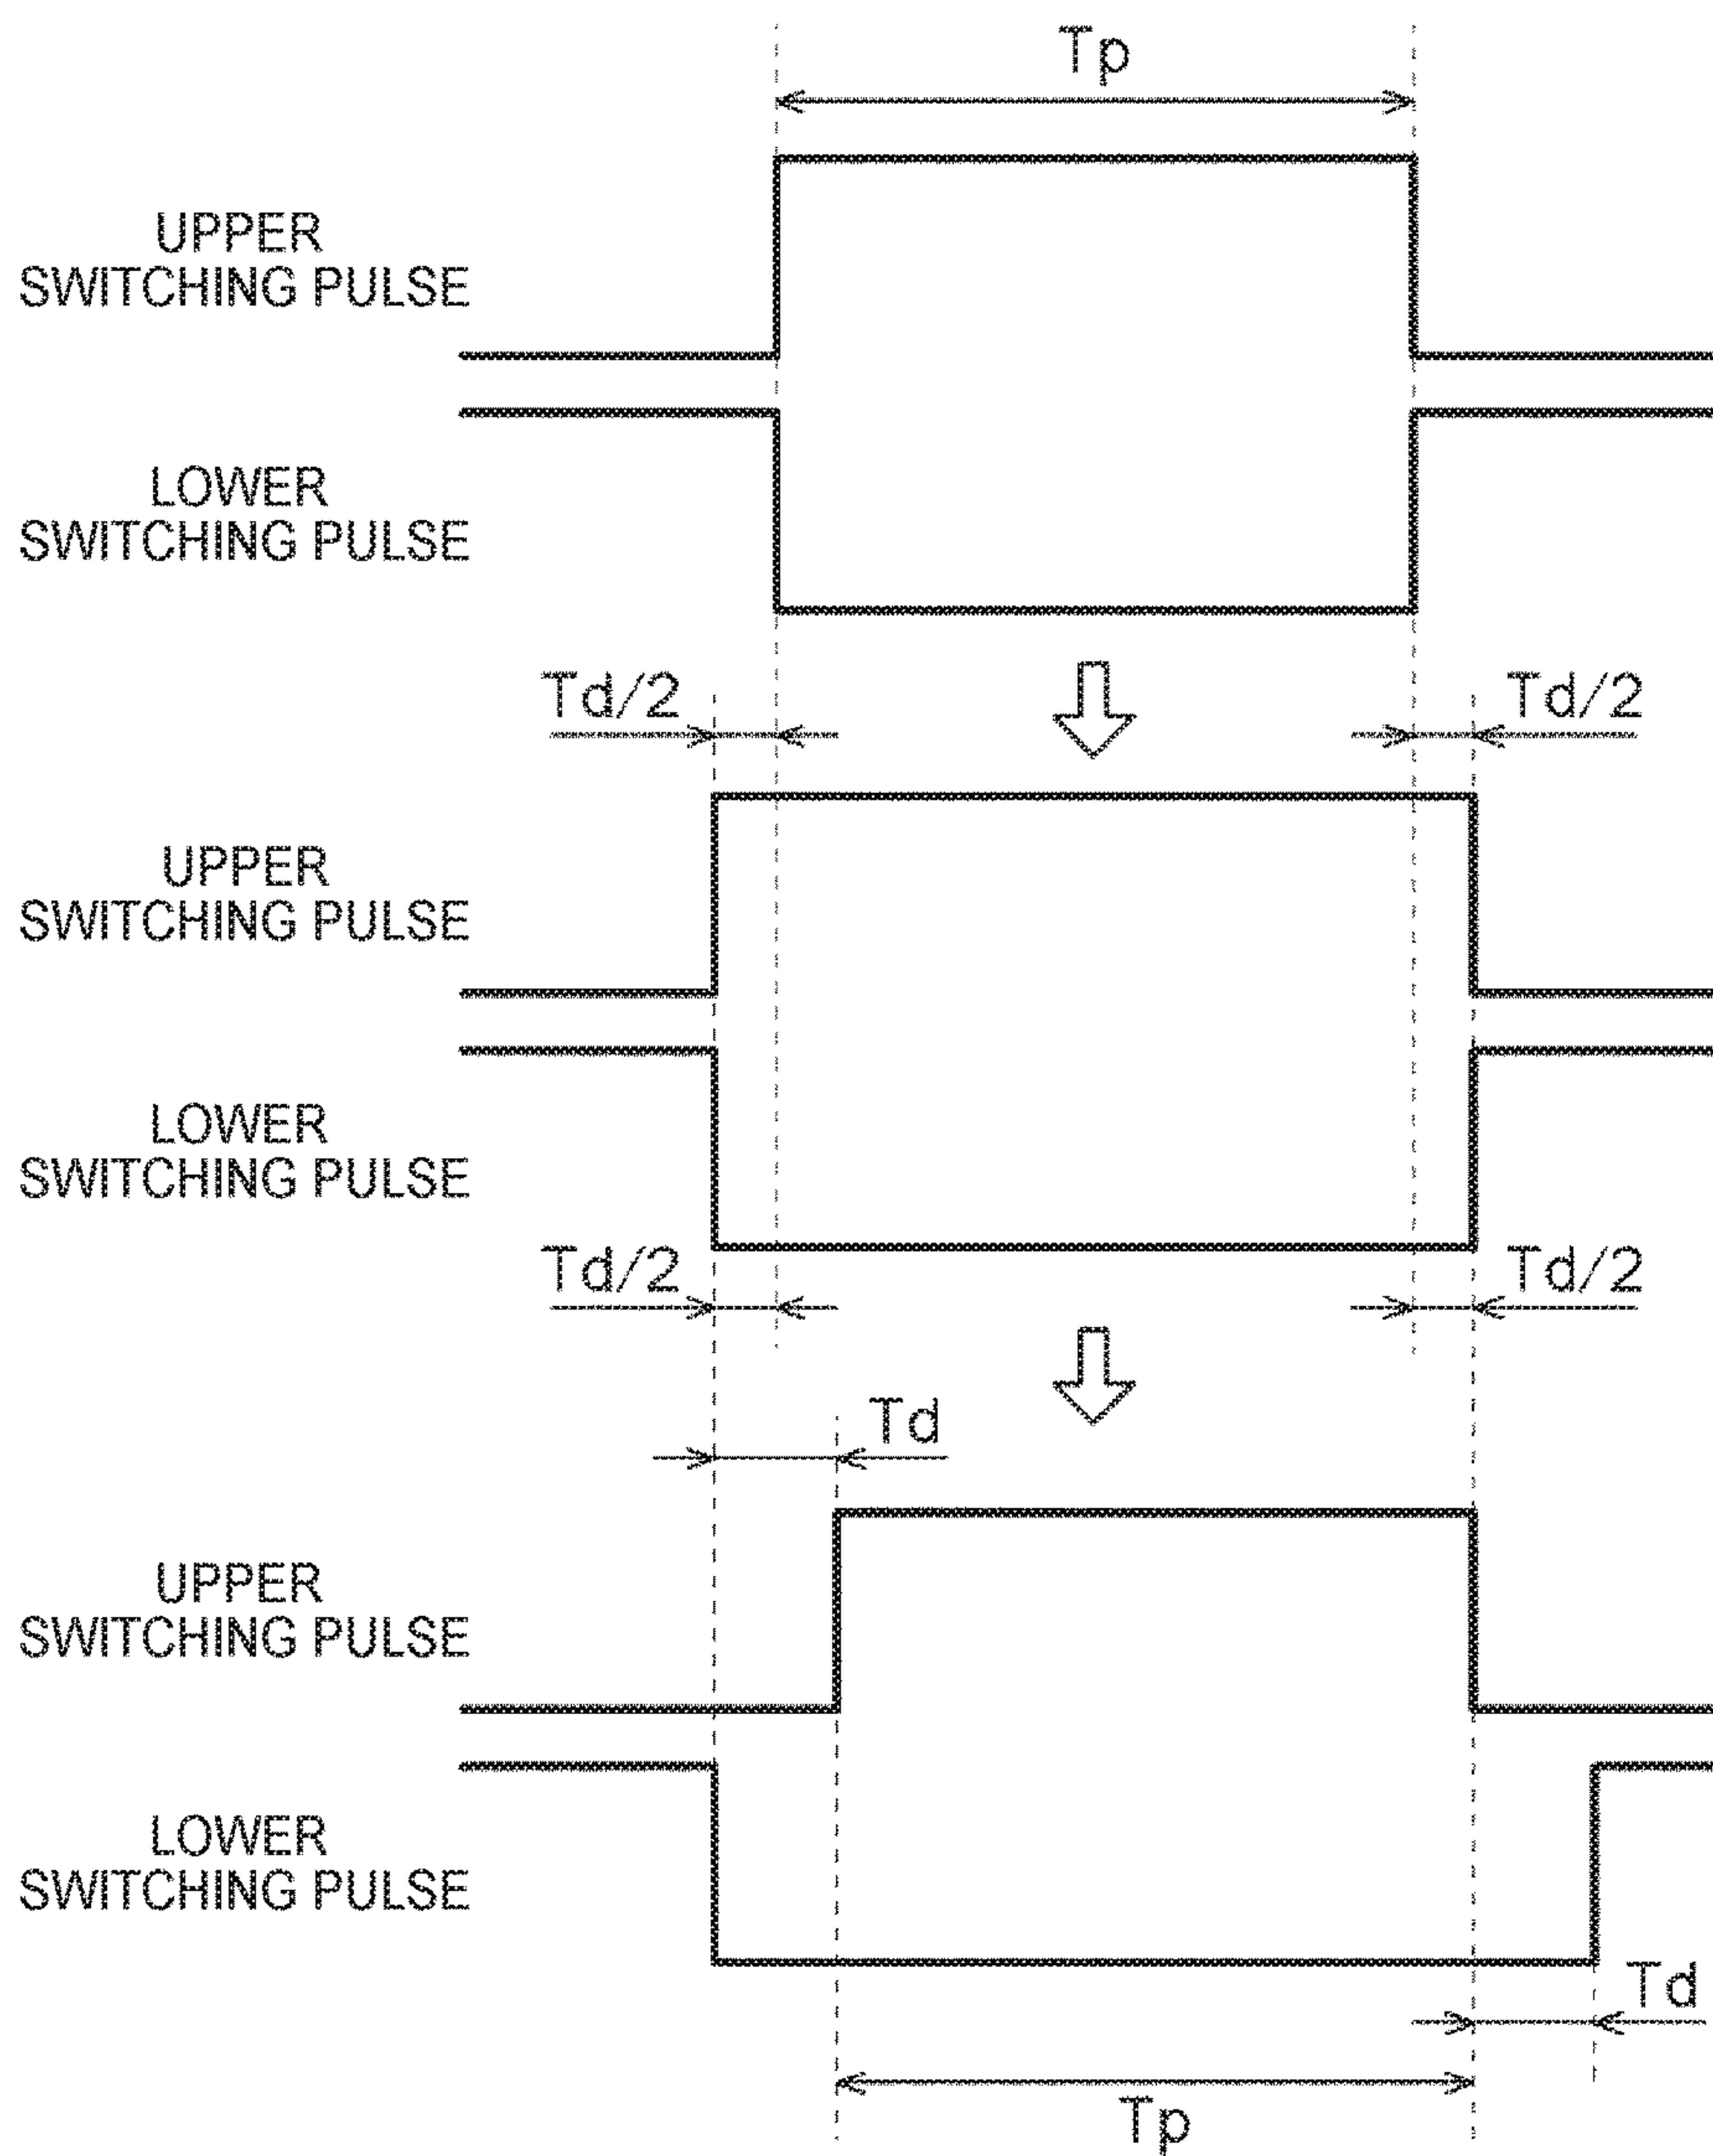 Tp
UPPER
SWITCHING PULSE
LOWER
SWITCHING PULSE
Td/2
Td/2
UPPER
SWITCHING PULSE
LOWER
SWITCHING PULSE
Td/2
Td/2
Td
UPPER
SWITCHING PULSE
LOWER
SWITCHING PULSE
Td
Tp